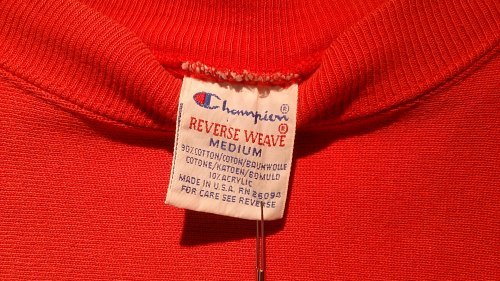 Champion®
REVERSE WEAVE®
MEDIUM
90% COTTON/COTON/BAUMWOLLE
COTONE/KATOEN/BOMULD
10% ACRYLIC
MADE IN U.S.A. RN 26094
FOR CARE SEE REVERSE